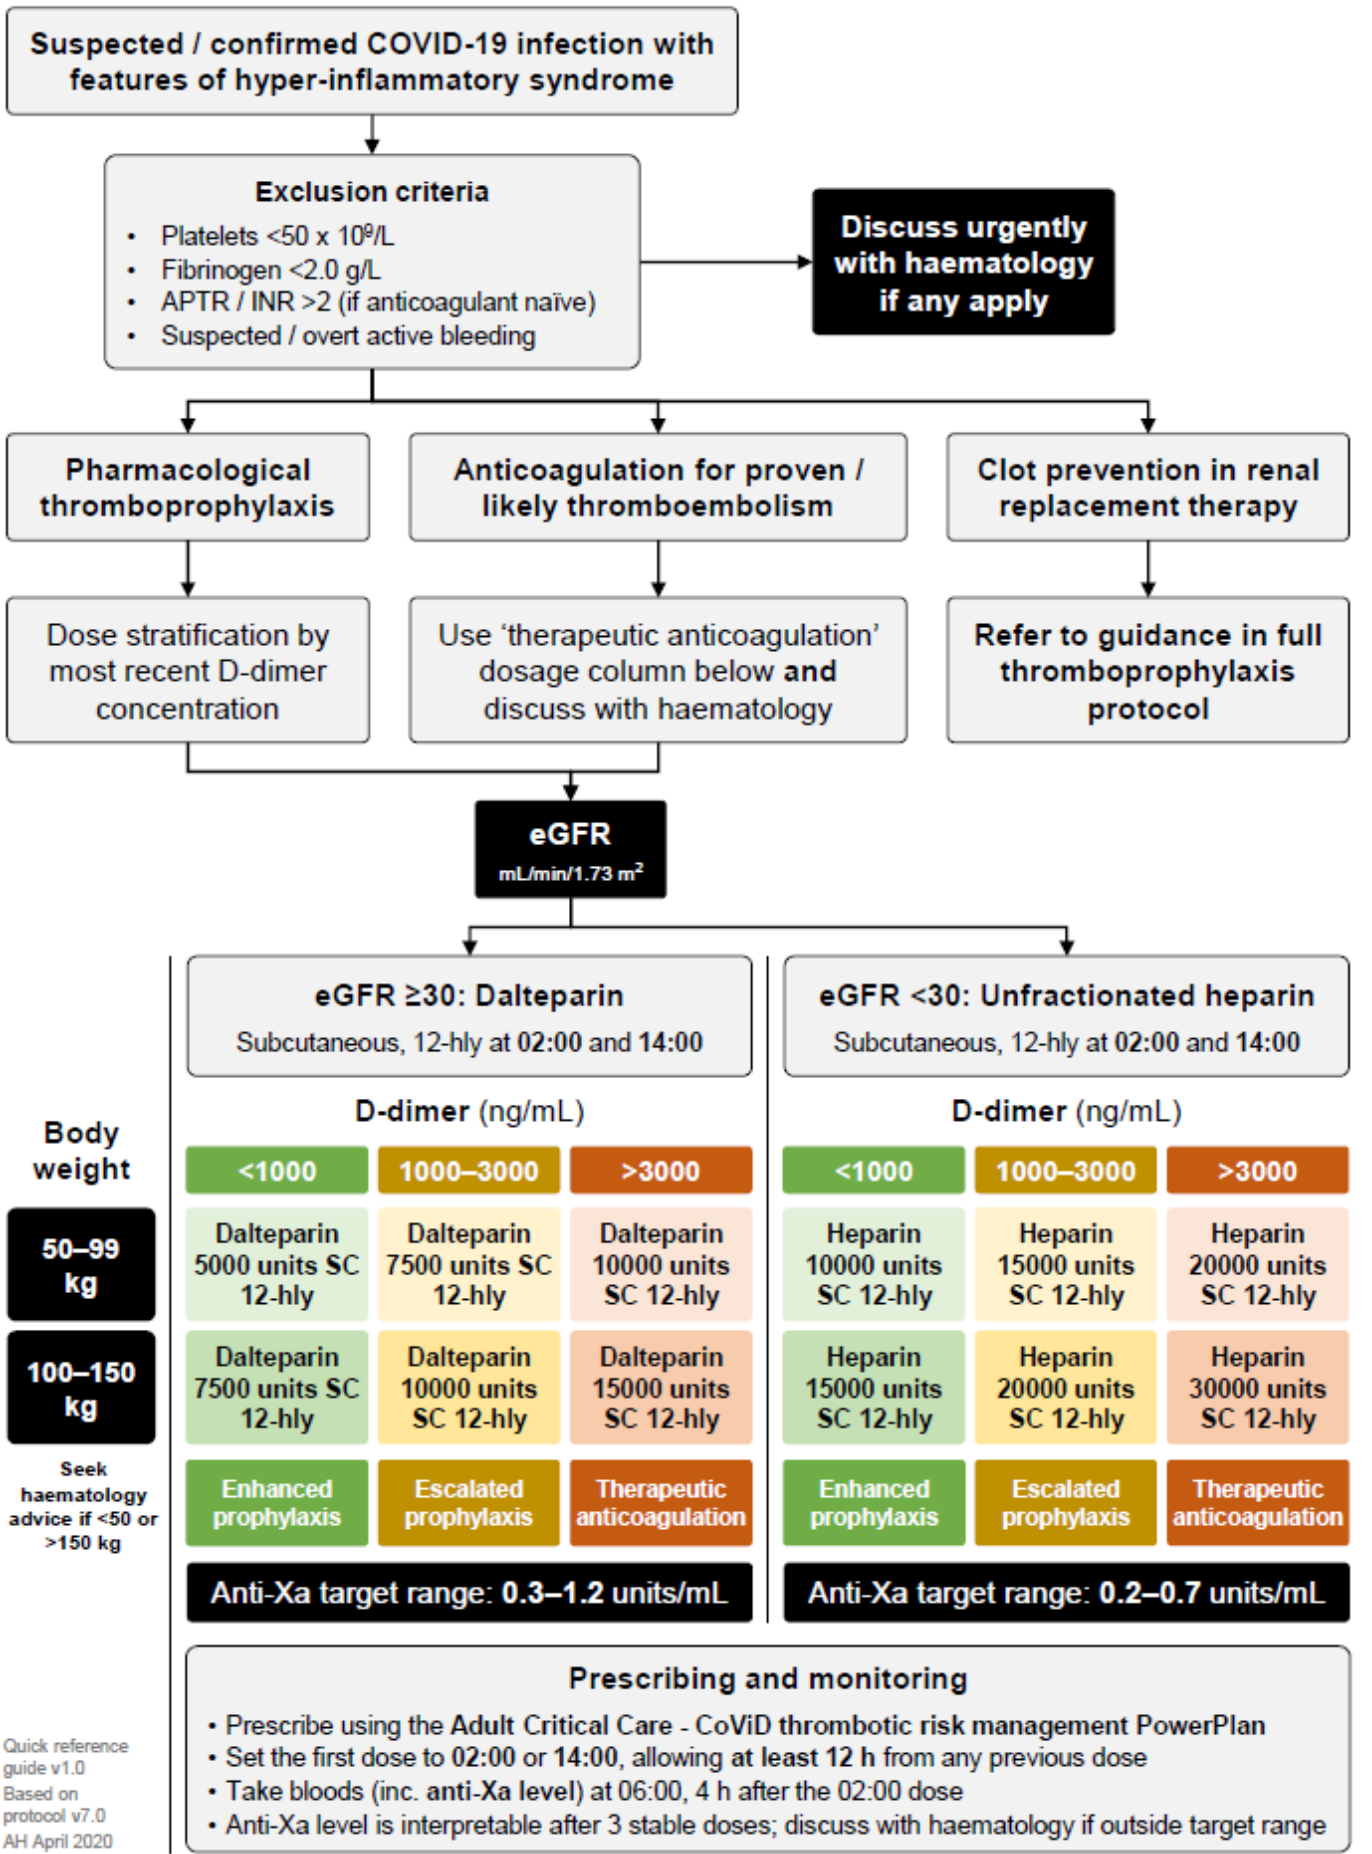 Suspected / confirmed COVID-19 infection with
features of hyper-inflammatory syndrome
Exclusion criteria
• Platelets <50 x 10⁹/L
• Fibrinogen <2.0 g/L
• APTR / INR >2 (if anticoagulant naïve)
• Suspected / overt active bleeding
Discuss urgently
with haematology
if any apply
Pharmacological
thromboprophylaxis
Anticoagulation for proven /
likely thromboembolism
Clot prevention in renal
replacement therapy
Dose stratification by
most recent D-dimer
concentration
Use ‘therapeutic anticoagulation’
dosage column below and
discuss with haematology
Refer to guidance in full
thromboprophylaxis
protocol
eGFR
mL/min/1.73 m²
eGFR ≥30: Dalteparin
Subcutaneous, 12-hly at 02:00 and 14:00
eGFR <30: Unfractionated heparin
Subcutaneous, 12-hly at 02:00 and 14:00
Body
weight
D-dimer (ng/mL)
D-dimer (ng/mL)
<1000
1000–3000
>3000
<1000
1000–3000
>3000
50–99
kg
Dalteparin
5000 units SC
12-hly
Dalteparin
7500 units SC
12-hly
Dalteparin
10000 units
SC 12-hly
Heparin
10000 units
SC 12-hly
Heparin
15000 units
SC 12-hly
Heparin
20000 units
SC 12-hly
100–150
kg
Dalteparin
7500 units SC
12-hly
Dalteparin
10000 units
SC 12-hly
Dalteparin
15000 units
SC 12-hly
Heparin
15000 units
SC 12-hly
Heparin
20000 units
SC 12-hly
Heparin
30000 units
SC 12-hly
Seek
haematology
advice if <50 or
>150 kg
Enhanced
prophylaxis
Escalated
prophylaxis
Therapeutic
anticoagulation
Enhanced
prophylaxis
Escalated
prophylaxis
Therapeutic
anticoagulation
Anti-Xa target range: 0.3–1.2 units/mL
Anti-Xa target range: 0.2–0.7 units/mL
Prescribing and monitoring
• Prescribe using the Adult Critical Care - CoViD thrombotic risk management PowerPlan
• Set the first dose to 02:00 or 14:00, allowing at least 12 h from any previous dose
• Take bloods (inc. anti-Xa level) at 06:00, 4 h after the 02:00 dose
• Anti-Xa level is interpretable after 3 stable doses; discuss with haematology if outside target range
Quick reference
guide v1.0
Based on
protocol v7.0
AH April 2020